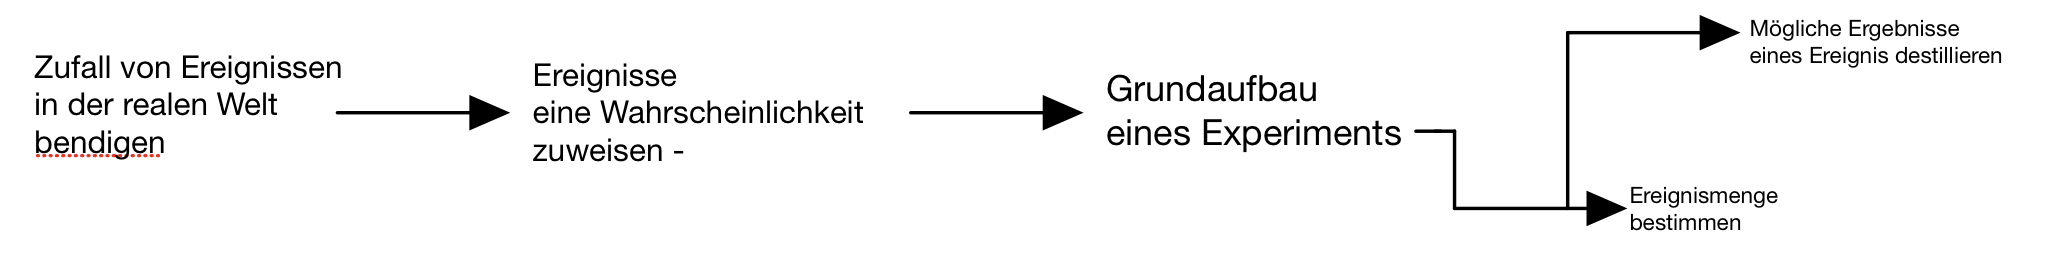 Zufall von Ereignissen
in der realen Welt
bendigen
Ereignisse
eine Wahrscheinlichkeit
zuweisen -
Grundaufbau
eines Experiments
Mögliche Ergebnisse
eines Ereignis destillieren
Ereignismenge
bestimmen